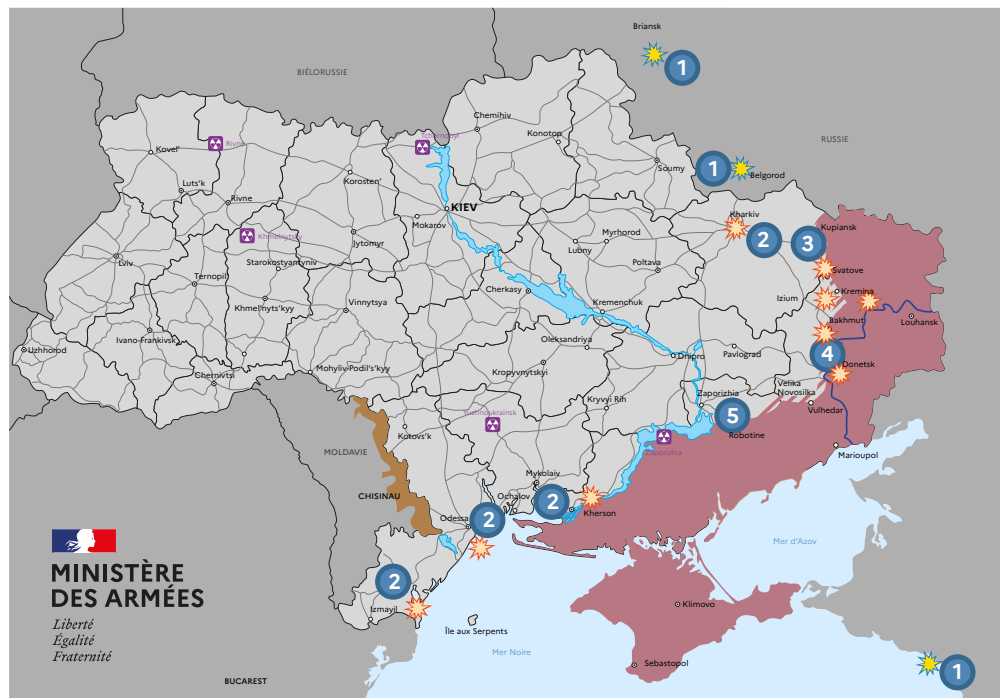 Briansk
1
BIÉLORUSSIE
Chernihiv
Tchernobyl
Konotop
RUSSIE
Rivne
Kovel'
Soumy
1
Belgorod
Korosten'
Luts'k
Rivne
KIEV
Mokarov
Kharkiv
2
3
Kupiansk
Khmelnytsky
Jytomyr
Lubny
Myrhorod
Lviv
Starokostyantyniv
Poltava
Svatove
Ternopil
Cherkasy
Izium
Kremina
Khmel'nyts'kyy
Vinnytsya
Kremenchuk
Bakhmut
Louhansk
Uzhhorod
Ivano-Frankivsk
Oleksandriya
Dnipro
Pavlograd
4
Donetsk
Chernivtsi
Mohyliv-Podil's'kyy
Kropyvnytskyi
Velika
Novosilka
Zaporizhia
Kryvyi Rih
Vulhedar
Yuzhnoukrainsk
5
Robotine
Kotovs'k
Zaporizhia
Marioupol
MOLDAVIE
Mykolaiv
CHISINAU
Ochalov
2
Kherson
Odessa
2
Mer d'Azov
MINISTÈRE
DES ARMÉES
Liberté
Égalité
Fraternité
2
Izmayil
Klimovo
Île aux Serpents
Mer Noire
Sebastopol
1
BUCAREST